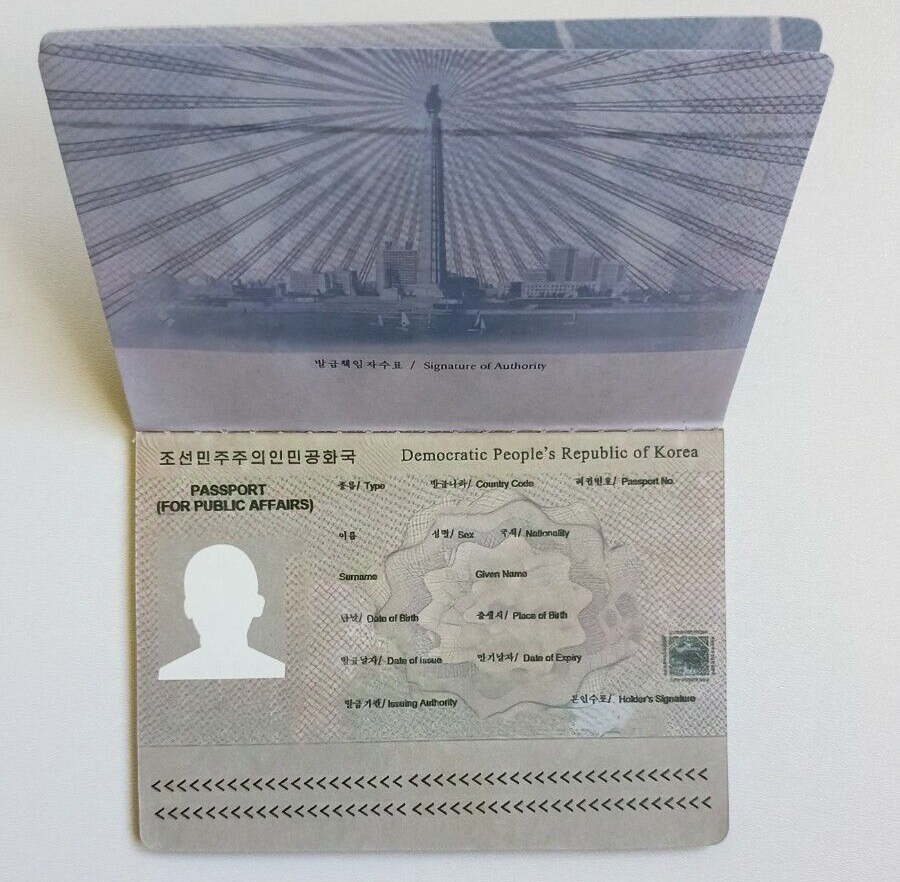 발급책임자수표 / Signature of Authority
조선민주주의인민공화국 Democratic People's Republic of Korea
PASSPORT
(FOR PUBLIC AFFAIRS)
종류/ Type 발급나라/ Country Code 려권번호/ Passport No.
이름 성별/ Sex 국적/ Nationality
Surname Given Name
난날/ Date of Birth 출생지/ Place of Birth
발급날자/ Date of issue 만기날자/ Date of Expiry
발급기관/ Issuing Authority 본인수표/ Holder's Signature
<<<<<<<<<<<<<<<<<<<<<<<<<<<<<<<<<<<<<<<<<<<<
<<<<<<<<<<<<<<<<<<<<<<<<<<<<<<<<<<<<<<<<<<<<